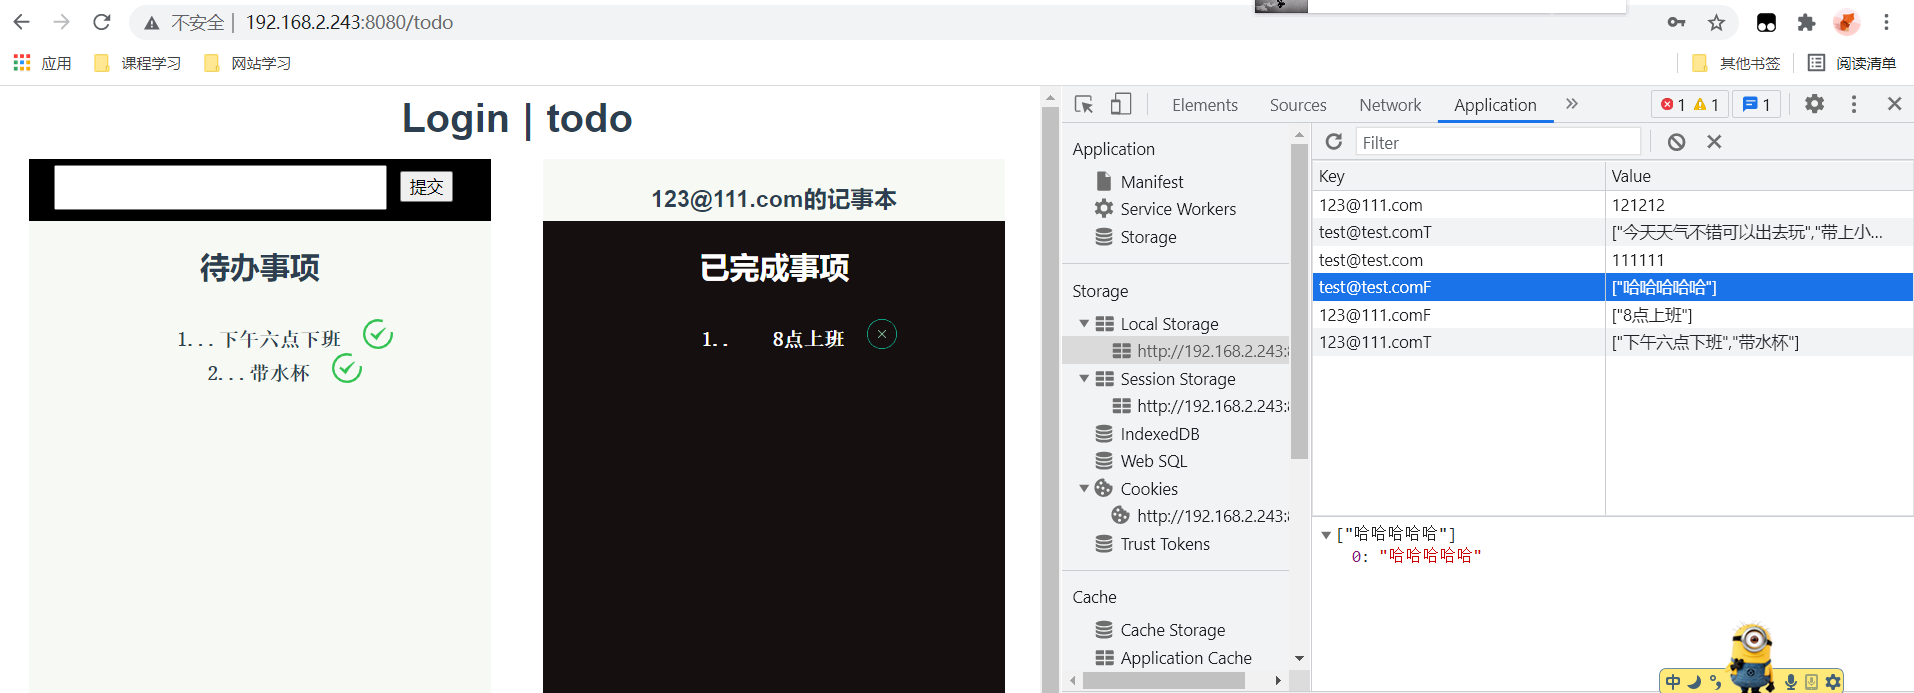 不安全 | 192.168.2.243:8080/todo
应用 课程学习 网站学习 其他书签 阅读清单
Login | todo
提交
123@111.com的记事本
待办事项
已完成事项
1... 下午六点下班
2... 带水杯
1.. 8点上班
Elements Sources Network Application » 1 1 1
Application
Manifest
Service Workers
Storage
Storage
Local Storage
http://192.168.2.243:
Session Storage
http://192.168.2.243:
IndexedDB
Web SQL
Cookies
http://192.168.2.243:
Trust Tokens
Cache
Cache Storage
Application Cache
Filter
Key Value
123@111.com 121212
test@test.comT ["今天天气不错可以出去玩","带上小...
test@test.com 111111
test@test.comF ["哈哈哈哈哈"]
123@111.comF ["8点上班"]
123@111.comT ["下午六点下班","带水杯"]
["哈哈哈哈哈"]
0: "哈哈哈哈哈"
中